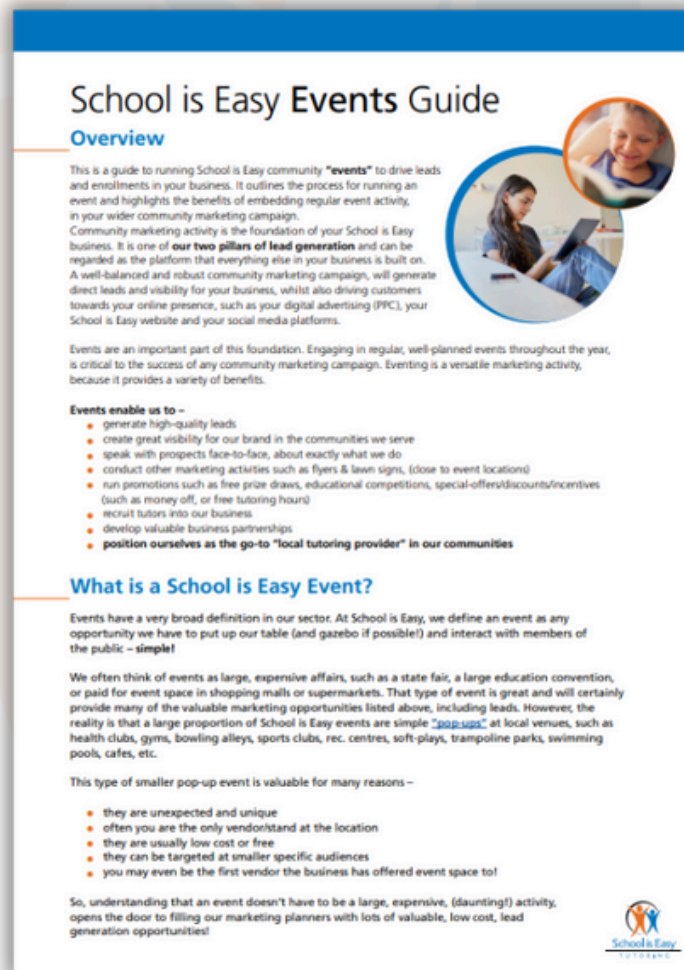 School is Easy Events Guide
Overview
This is a guide to running School is Easy community "events" to drive leads
and enrollments in your business. It outlines the process for running an
event and highlights the benefits of embedding regular event activity,
in your wider community marketing campaign.
Community marketing activity is the foundation of your School is Easy
business. It is one of our two pillars of lead generation and can be
regarded as the platform that everything else in your business is built on.
A well-balanced and robust community marketing campaign, will generate
direct leads and visibility for your business, whilst also driving customers
towards your online presence, such as your digital advertising (PPC), your
School is Easy website and your social media platforms.
Events are an important part of this foundation. Engaging in regular, well-planned events throughout the year,
is critical to the success of any community marketing campaign. Eventing is a versatile marketing activity,
because it provides a variety of benefits.
Events enable us to –
• generate high-quality leads
• create great visibility for our brand in the communities we serve
• speak with prospects face-to-face, about exactly what we do
• conduct other marketing activities such as flyers & lawn signs, (close to event locations)
• run promotions such as free prize draws, educational competitions, special-offers/discounts/incentives
(such as money off, or free tutoring hours)
• recruit tutors into our business
• develop valuable business partnerships
• position ourselves as the go-to "local tutoring provider" in our communities
What is a School is Easy Event?
Events have a very broad definition in our sector. At School is Easy, we define an event as any
opportunity we have to put up our table (and gazebo if possible!) and interact with members of
the public – simple!
We often think of events as large, expensive affairs, such as a state fair, a large education convention,
or paid for event space in shopping malls or supermarkets. That type of event is great and will certainly
provide many of the valuable marketing opportunities listed above, including leads. However, the
reality is that a large proportion of School is Easy events are simple "pop-ups" at local venues, such as
health clubs, gyms, bowling alleys, sports clubs, rec. centres, soft-plays, trampoline parks, swimming
pools, cafes, etc.
This type of smaller pop-up event is valuable for many reasons –
• they are unexpected and unique
• often you are the only vendor/stand at the location
• they are usually low cost or free
• they can be targeted at smaller specific audiences
• you may even be the first vendor the business has offered event space to!
So, understanding that an event doesn't have to be a large, expensive, (daunting!) activity,
opens the door to filling our marketing planners with lots of valuable, low cost, lead
generation opportunities!
School is Easy
TUTORING